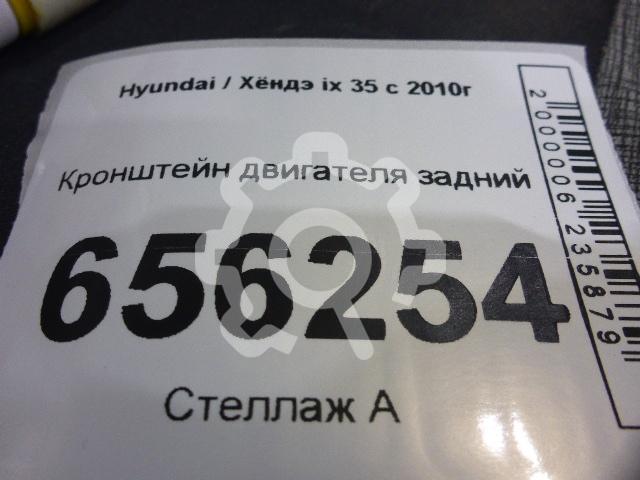 Hyundai / Хёндэ ix 35 с 2010г
Кронштейн двигателя задний
656254
Стеллаж А
2000006235879